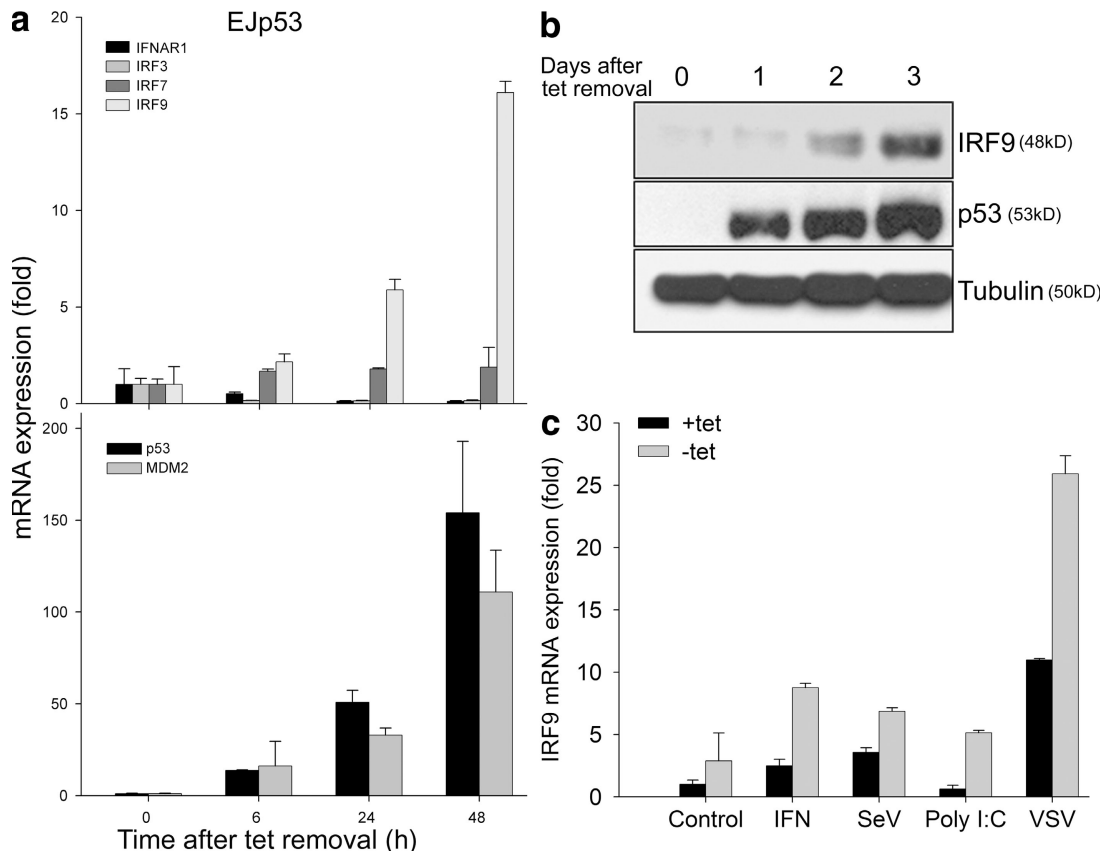 a
EJp53
20
15
10
5
0
IFNAR1
IRF3
IRF7
IRF9
mRNA expression (fold)
200
150
100
50
0
p53
MDM2
0 6 24 48
Time after tet removal (h)
b
Days after
tet removal
0 1 2 3
IRF9 (48kD)
p53 (53kD)
Tubulin (50kD)
c
+tet
-tet
IRF9 mRNA expression (fold)
30
25
20
15
10
5
0
Control IFN SeV Poly I:C VSV